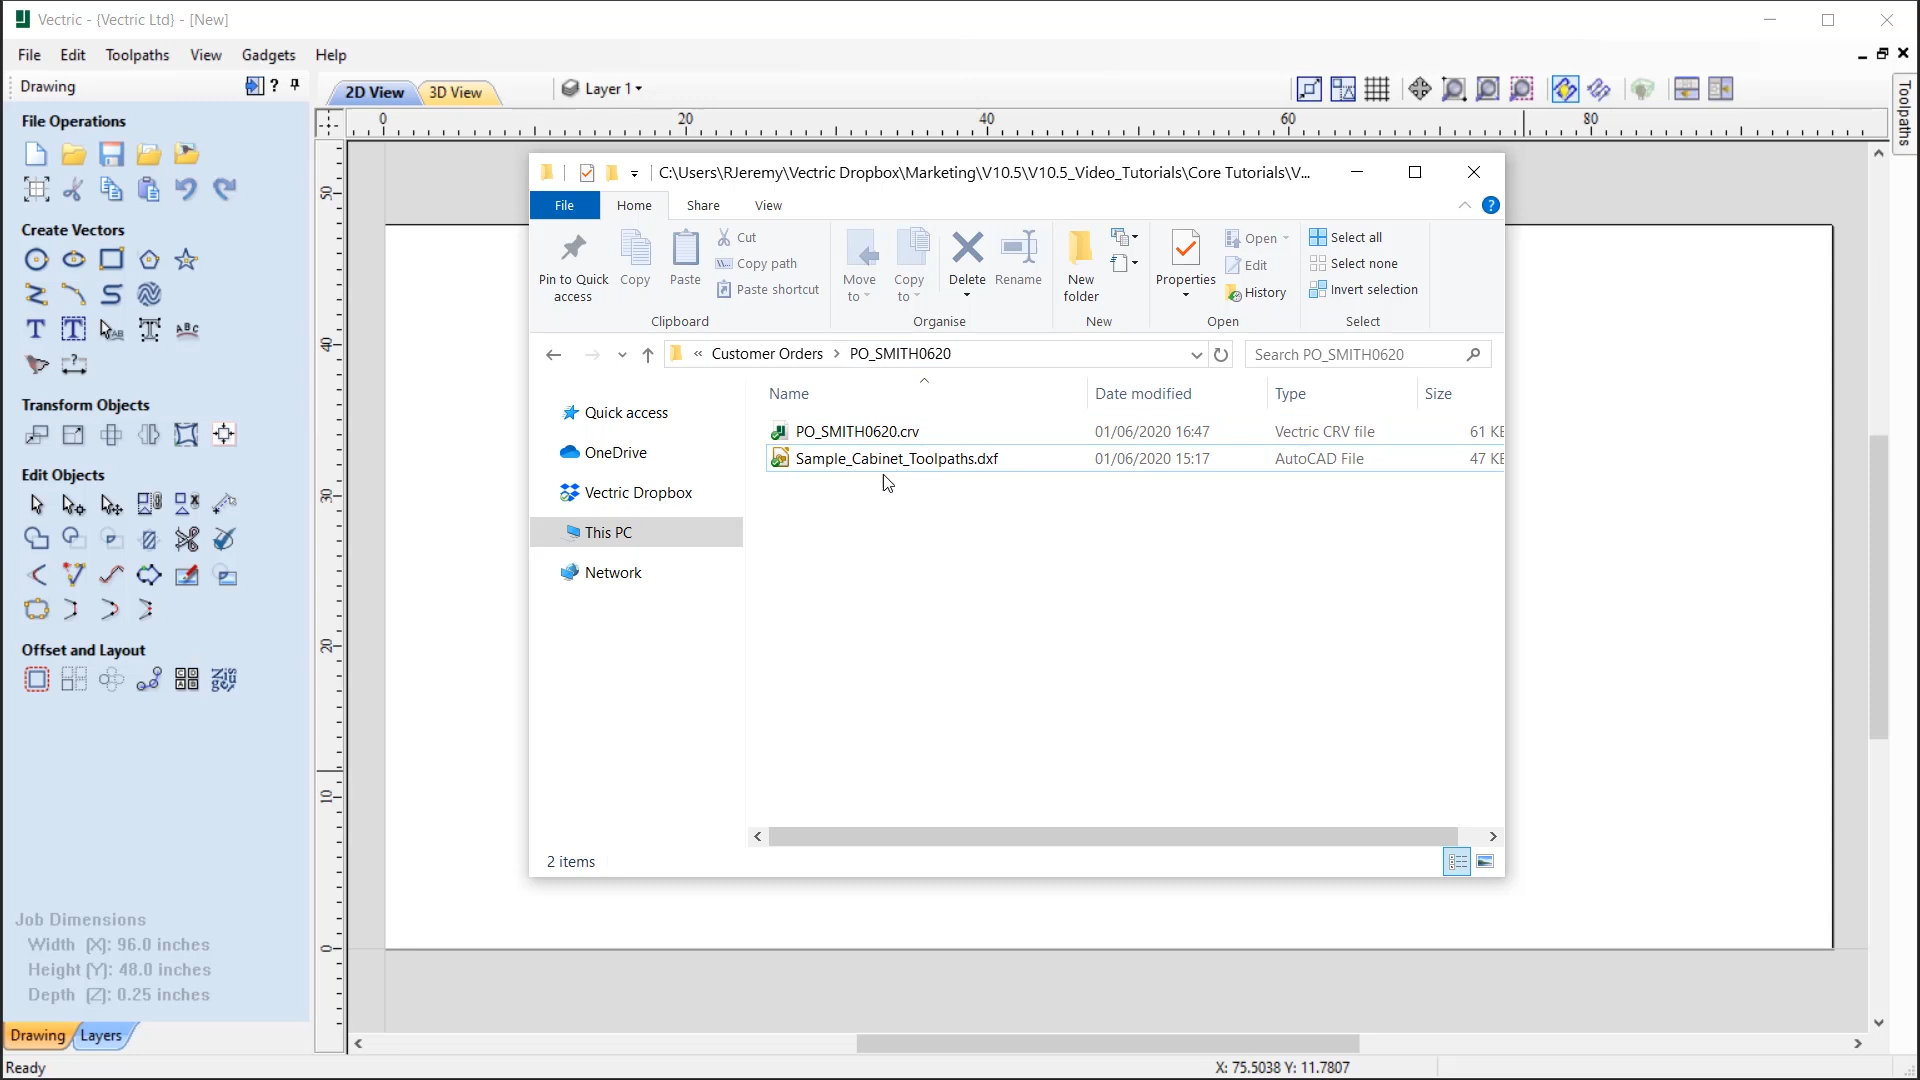 Vectric - {Vectric Ltd} - [New]
File Edit Toolpaths View Gadgets Help
Drawing
2D View 3D View Layer 1
Toolpaths
File Operations
Create Vectors
Transform Objects
Edit Objects
Offset and Layout
Job Dimensions
Width (X): 96.0 inches
Height (Y): 48.0 inches
Depth (Z): 0.25 inches
Drawing Layers
Ready
X: 75.5038 Y: 11.7807
0 20 40 60 80
50
40
30
20
10
0
C:\Users\RJeremy\Vectric Dropbox\Marketing\V10.5\V10.5_Video_Tutorials\Core Tutorials\V...
File Home Share View
Pin to Quick access
Copy
Paste
Cut
Copy path
Paste shortcut
Clipboard
Move to
Copy to
Delete
Rename
Organise
New folder
New
Properties
Open
Edit
History
Open
Select all
Select none
Invert selection
Select
« Customer Orders > PO_SMITH0620
Search PO_SMITH0620
Name Date modified Type Size
PO_SMITH0620.crv 01/06/2020 16:47 Vectric CRV file 61 KE
Sample_Cabinet_Toolpaths.dxf 01/06/2020 15:17 AutoCAD File 47 KE
Quick access
OneDrive
Vectric Dropbox
This PC
Network
2 items